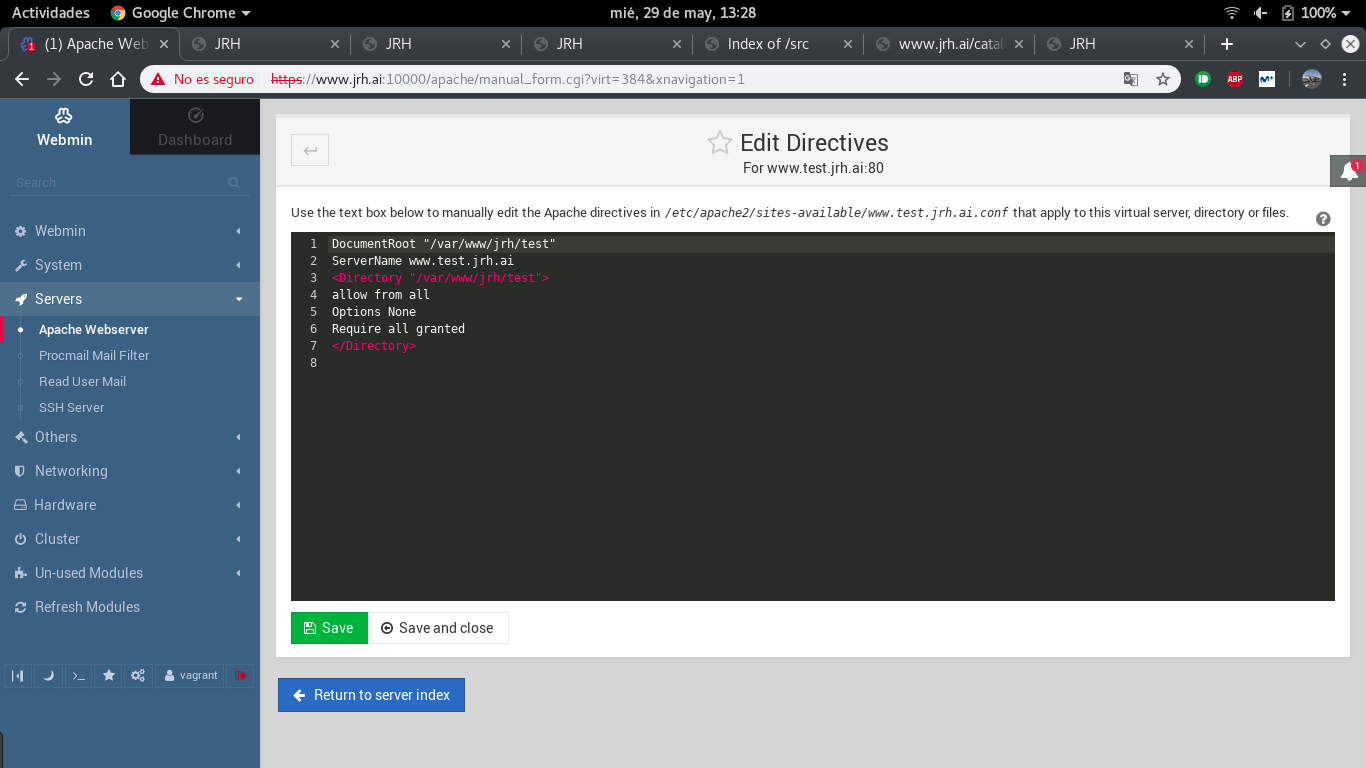 Actividades Google Chrome mié, 29 de may, 13:28 100%
(1) Apache Web JRH JRH JRH Index of /src www.jrh.ai/catal JRH
No es seguro https://www.jrh.ai:10000/apache/manual_form.cgi?virt=384&xnavigation=1 ABP M+
Webmin Dashboard
Search
Webmin
System
Servers
Apache Webserver
Procmail Mail Filter
Read User Mail
SSH Server
Others
Networking
Hardware
Cluster
Un-used Modules
Refresh Modules
vagrant
Edit Directives
For www.test.jrh.ai:80
1
Use the text box below to manually edit the Apache directives in /etc/apache2/sites-available/www.test.jrh.ai.conf that apply to this virtual server, directory or files.
1 DocumentRoot "/var/www/jrh/test"
2 ServerName www.test.jrh.ai
3 <Directory "/var/www/jrh/test">
4 allow from all
5 Options None
6 Require all granted
7 </Directory>
8
Save Save and close
Return to server index